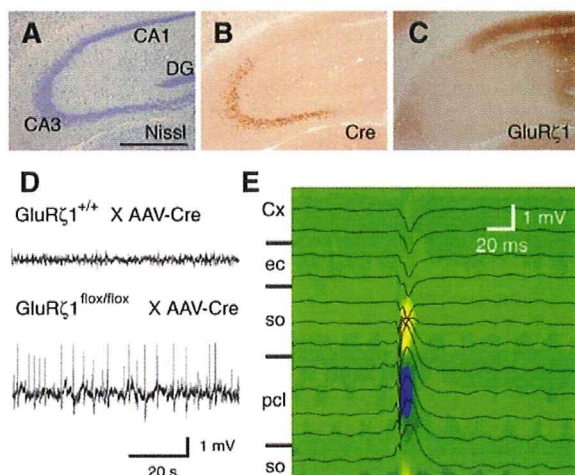 A
CA1
DG
CA3
Nissl
B
Cre
C
GluRζ1
D
GluRζ1+/+ X AAV-Cre
GluRζ1flox/flox X AAV-Cre
1 mV
20 s
E
Cx
ec
so
pcl
so
1 mV
20 ms